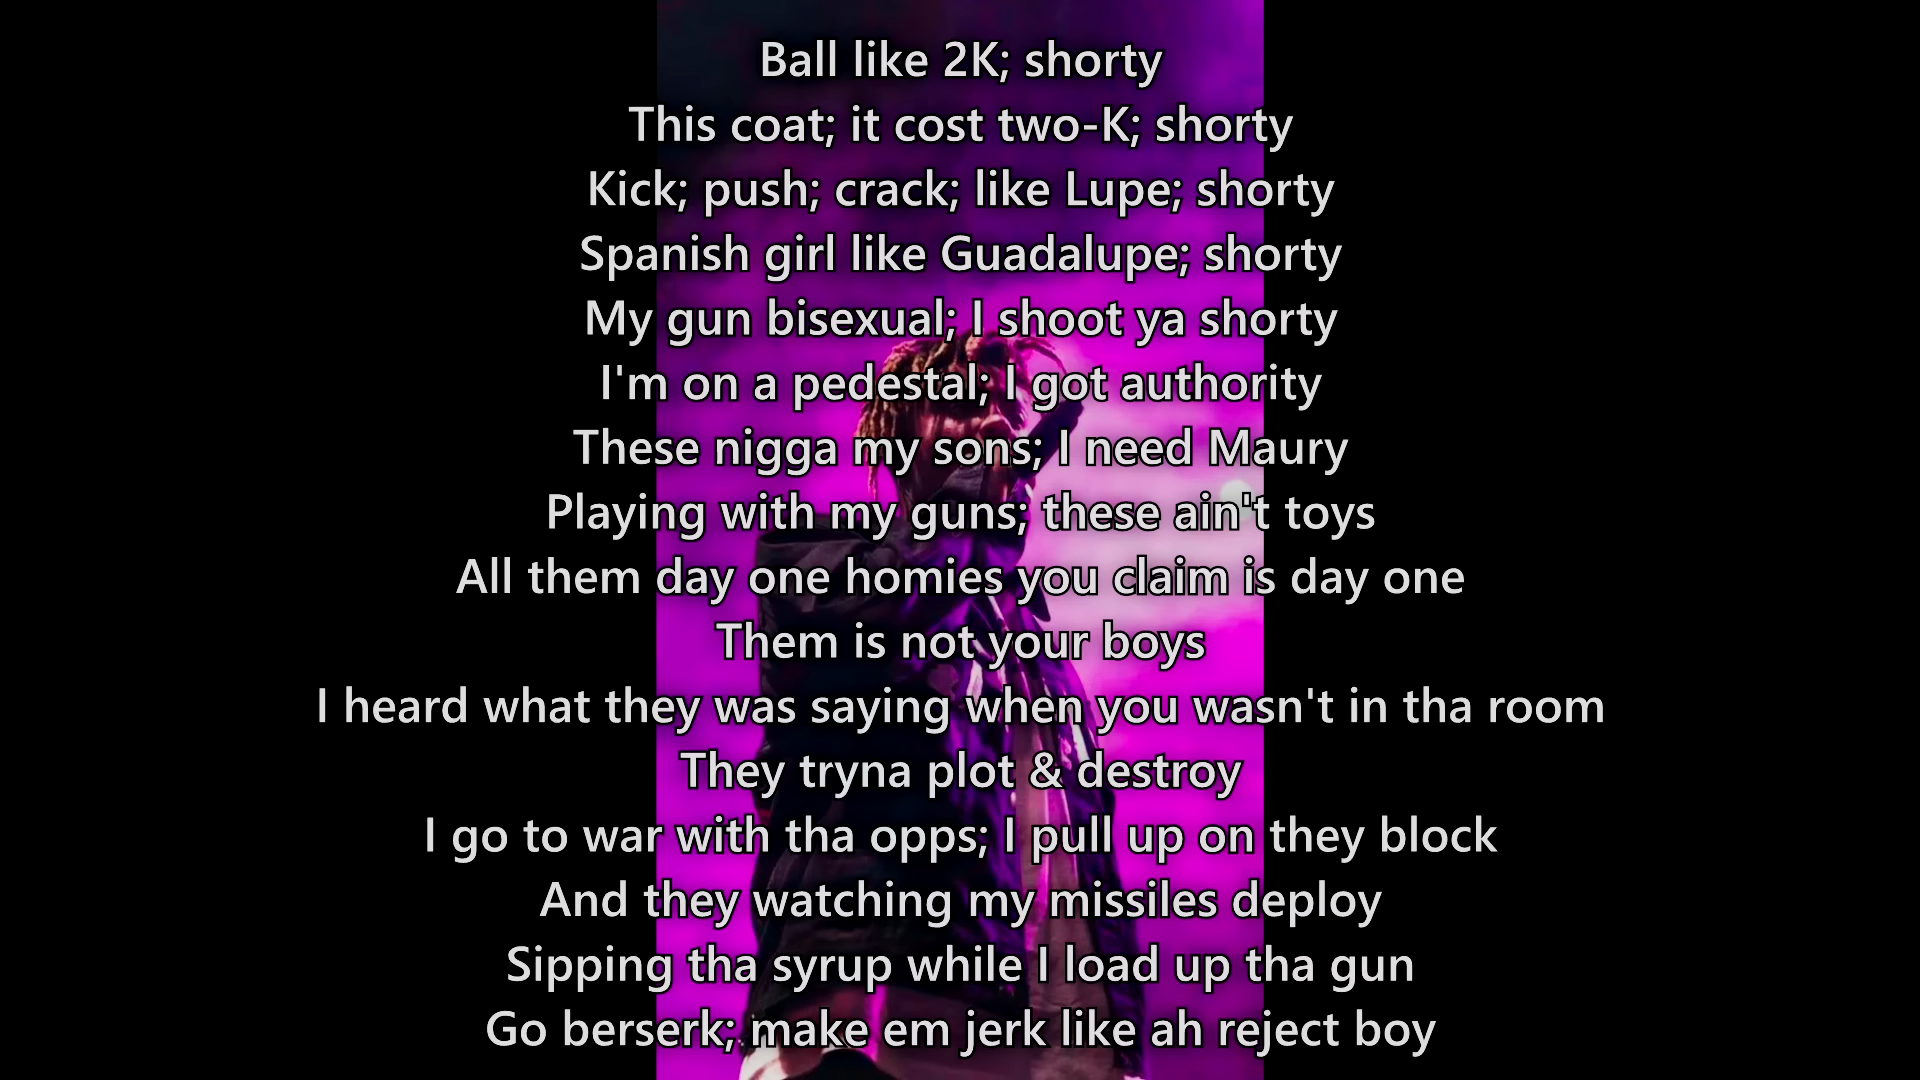 Ball like 2K; shorty
This coat; it cost two-K; shorty
Kick; push; crack; like Lupe; shorty
Spanish girl like Guadalupe; shorty
My gun bisexual; I shoot ya shorty
I'm on a pedestal; I got authority
These nigga my sons; I need Maury
Playing with my guns; these ain't toys
All them day one homies you claim is day one
Them is not your boys
I heard what they was saying when you wasn't in tha room
They tryna plot & destroy
I go to war with tha opps; I pull up on they block
And they watching my missiles deploy
Sipping tha syrup while I load up tha gun
Go berserk; make em jerk like ah reject boy